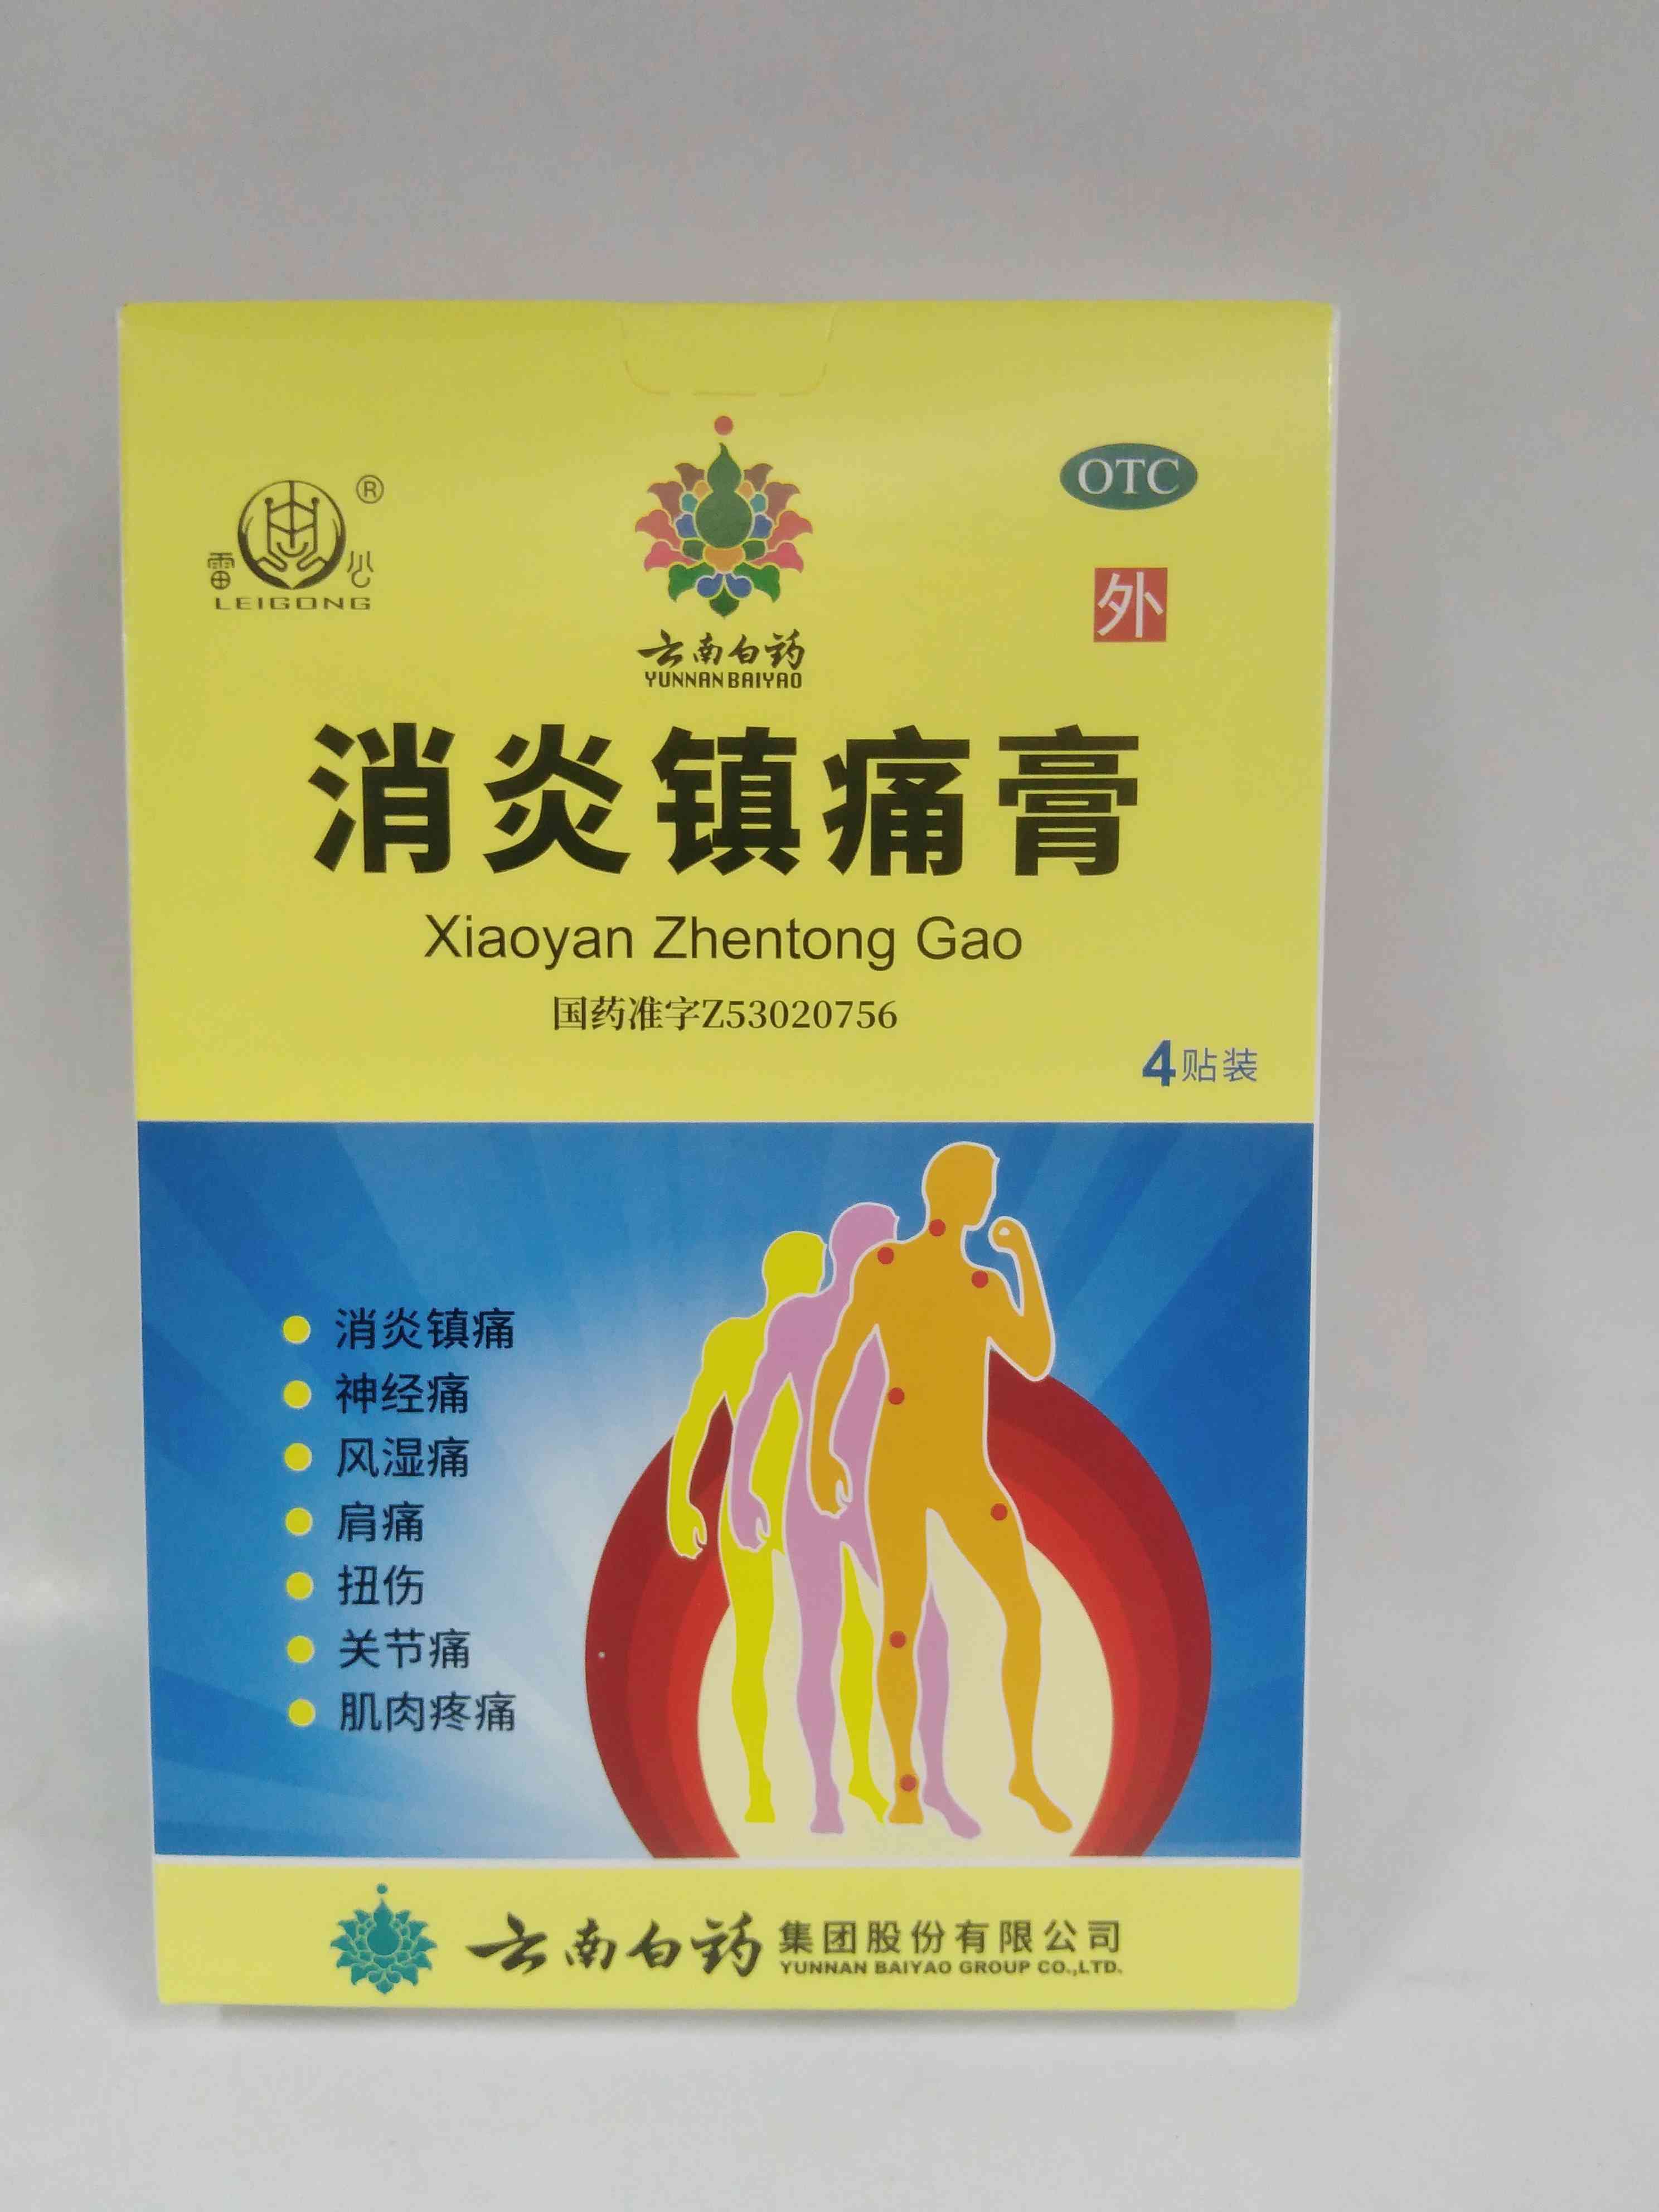 雷公
®
LEIGONG
云南白药
YUNNAN BAIYAO
OTC
外
消炎镇痛膏
Xiaoyan Zhentong Gao
国药准字Z53020756
4贴装
消炎镇痛
神经痛
风湿痛
肩痛
扭伤
关节痛
肌肉疼痛
云南白药 集团股份有限公司
YUNNAN BAIYAO GROUP CO.,LTD.